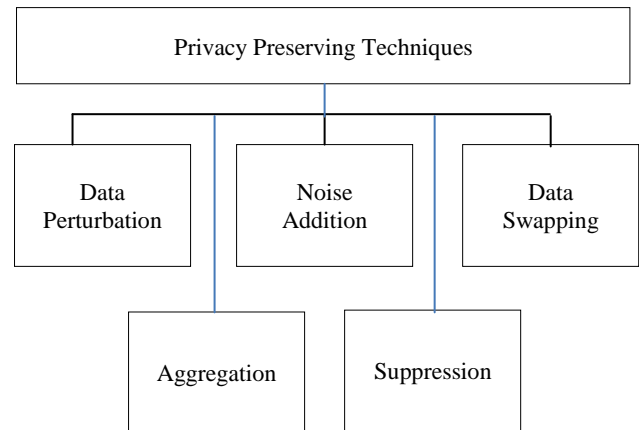 Privacy Preserving Techniques
Data
Perturbation
Noise
Addition
Data
Swapping
Aggregation
Suppression